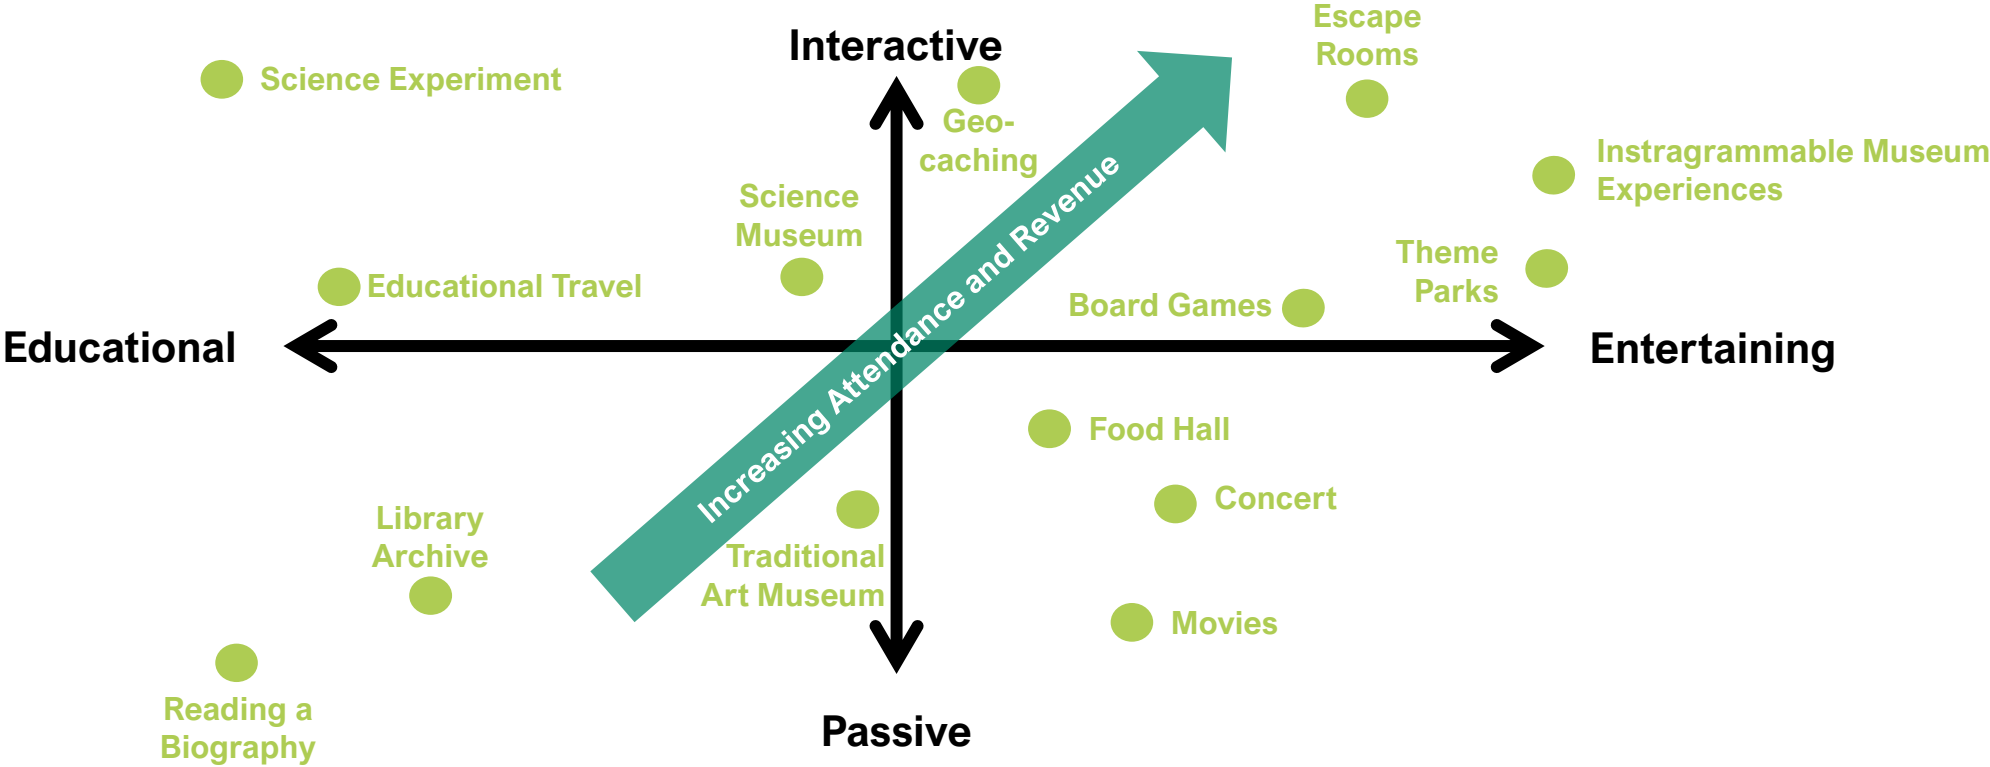 Escape
Rooms
Interactive
Science Experiment
Geo-
caching
Instragrammable Museum
Experiences
Science
Museum
Increasing Attendance and Revenue
Theme
Parks
Educational Travel
Board Games
Educational
Entertaining
Food Hall
Concert
Library
Archive
Traditional
Art Museum
Movies
Reading a
Biography
Passive